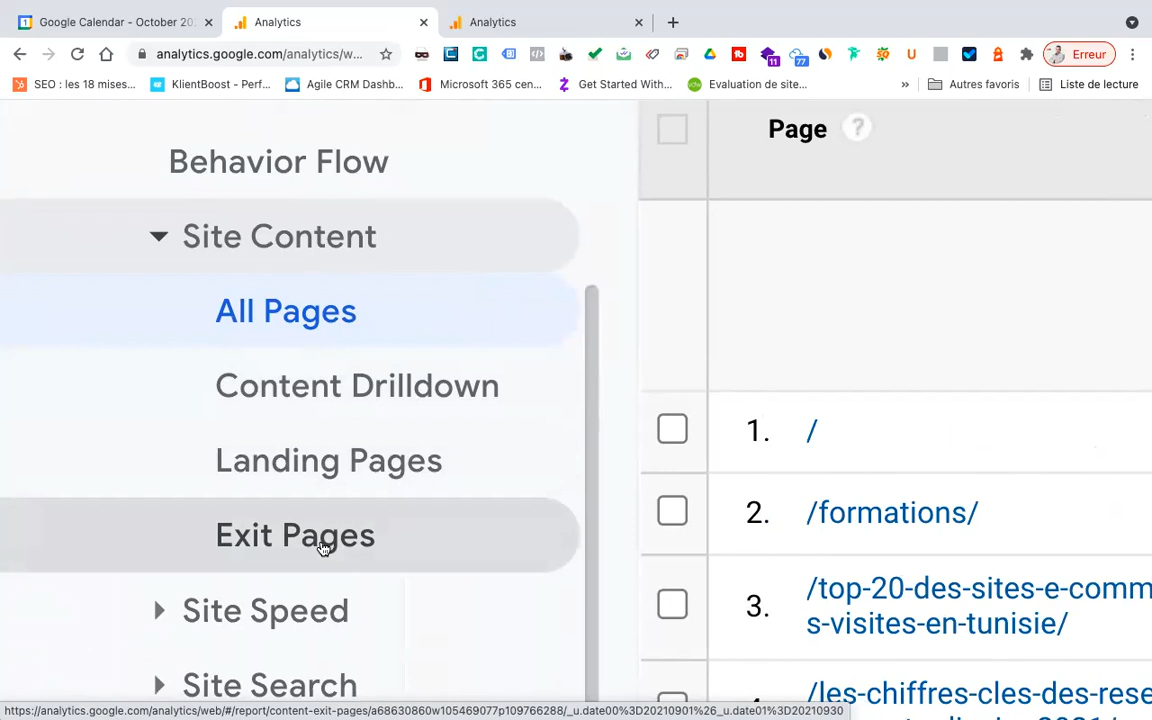 Google Calendar - October 20
Analytics
Analytics
analytics.google.com/analytics/w...
11
77
Erreur
SEO : les 18 mises...
KlientBoost - Perf...
Agile CRM Dashb...
Microsoft 365 cen...
Get Started With...
Evaluation de site...
»
Autres favoris
Liste de lecture
Behavior Flow
Site Content
All Pages
Content Drilldown
Landing Pages
Exit Pages
Site Speed
Site Search
Page ?
1. /
2. /formations/
3. /top-20-des-sites-e-comm
s-visites-en-tunisie/
/les-chiffres-cles-des-rese
https://analytics.google.com/analytics/web/#/report/content-exit-pages/a68630860w105469077p109766288/_u.date00%3D20210901%26_u.date01%3D20210930